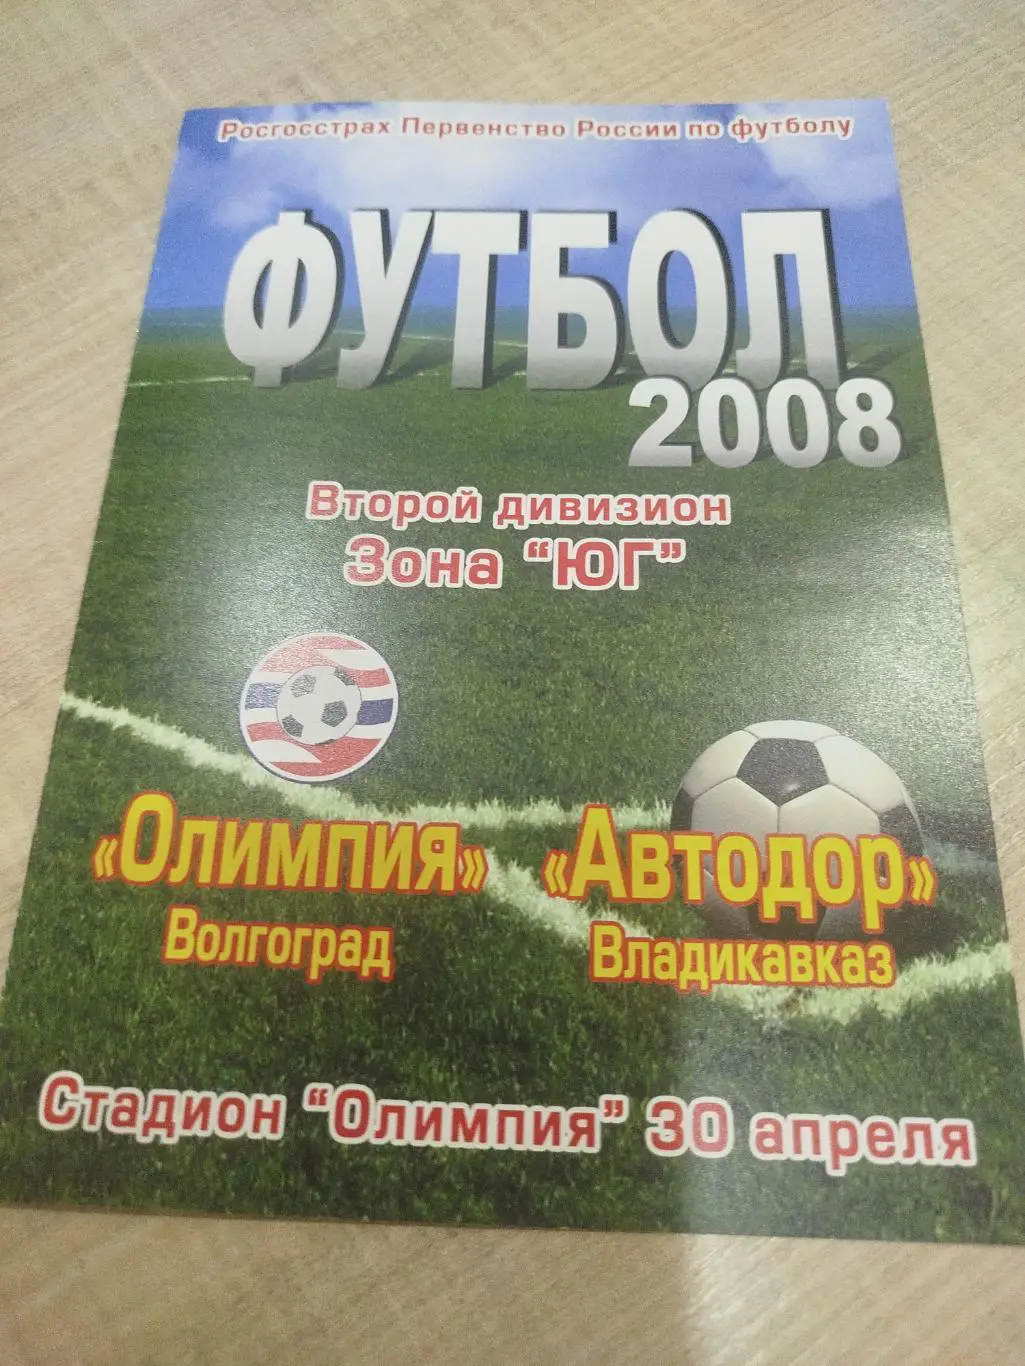 Росгосстрах Первенство России по футболу
ФУТБОЛ
2008
Второй дивизион
Зона "ЮГ"
«Олимпия» «Автодор»
Волгоград Владикавказ
Стадион "Олимпия" 30 апреля